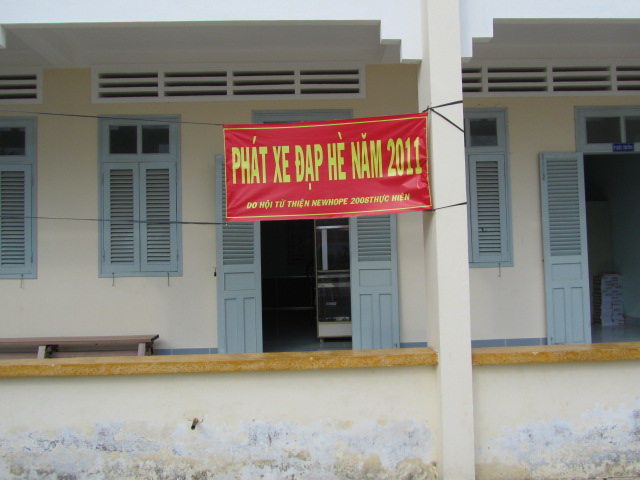 PHÁT XE ĐẠP HÈ NĂM 2011
DO HỘI TỪ THIỆN NEWHOPE 2008THỰC HIỆN